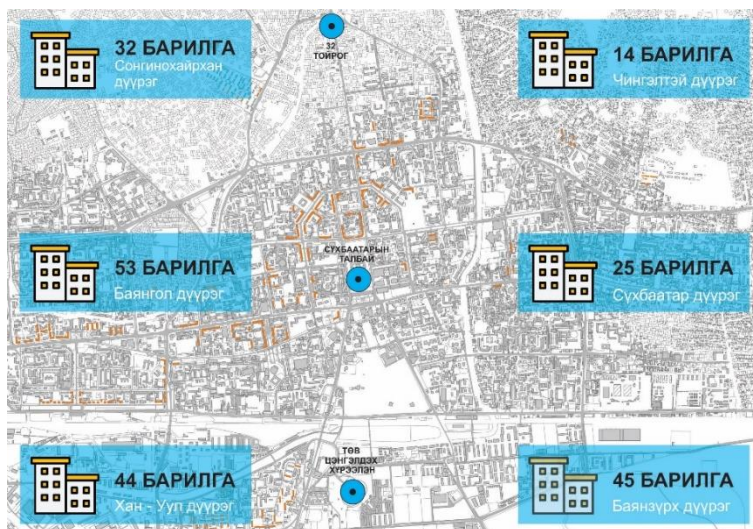 32 БАРИЛГА
Сонгинохайрхан
дүүрэг
32
ТОЙРОГ
14 БАРИЛГА
Чингэлтэй дүүрэг
53 БАРИЛГА
Баянгол дүүрэг
СҮХБААТАРЫН
ТАЛБАЙ
25 БАРИЛГА
Сүхбаатар дүүрэг
44 БАРИЛГА
Хан - Уул дүүрэг
ТӨВ
ЦЭНГЭЛДЭХ
ХҮРЭЭЛЭН
45 БАРИЛГА
Баянзүрх дүүрэг